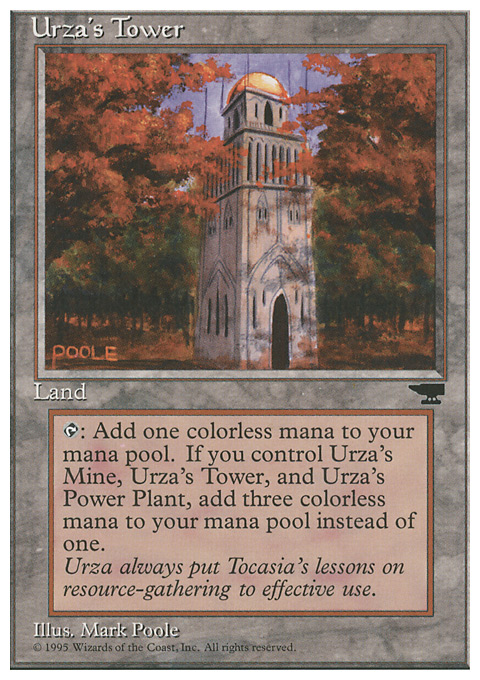 Urza's Tower
POOLE
Land
: Add one colorless mana to your
mana pool. If you control Urza's
Mine, Urza's Tower, and Urza's
Power Plant, add three colorless
mana to your mana pool instead of
one.
Urza always put Tocasia's lessons on
resource-gathering to effective use.
Illus. Mark Poole
© 1995 Wizards of the Coast, Inc. All rights reserved.